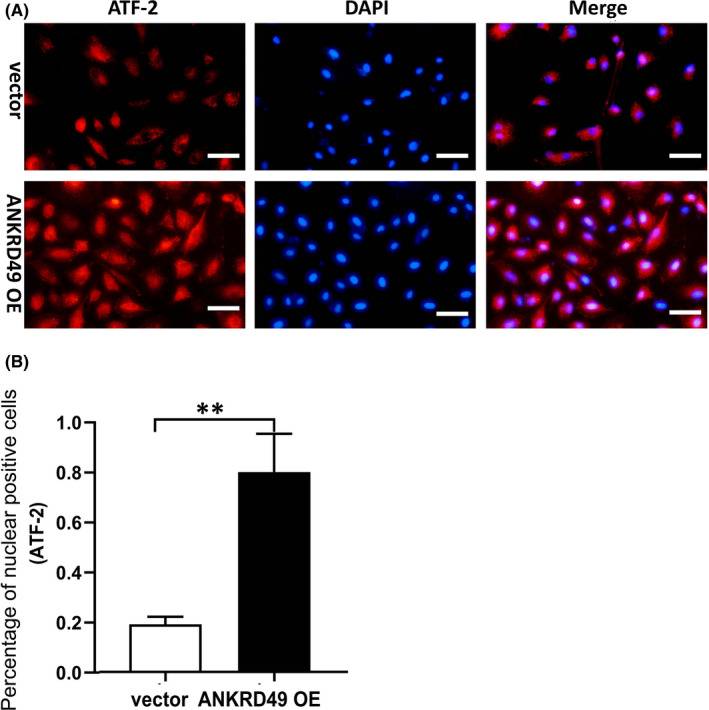 (A)
ATF-2 DAPI Merge
vector
ANKRD49 OE
(B)
Percentage of nuclear positive cells
(ATF-2)
**
1.0
0.8
0.6
0.4
0.2
0.0
vector ANKRD49 OE